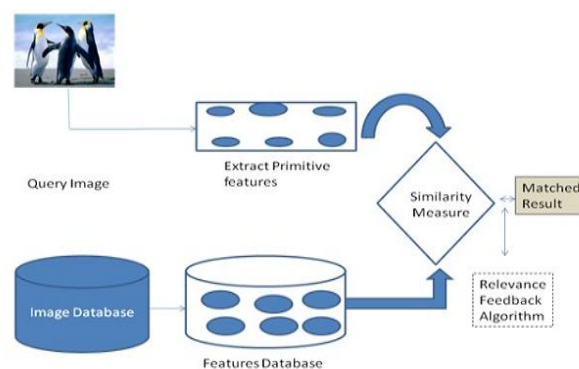 Query Image
Extract Primitive
features
Similarity
Measure
Matched
Result
Relevance
Feedback
Algorithm
Image Database
Features Database